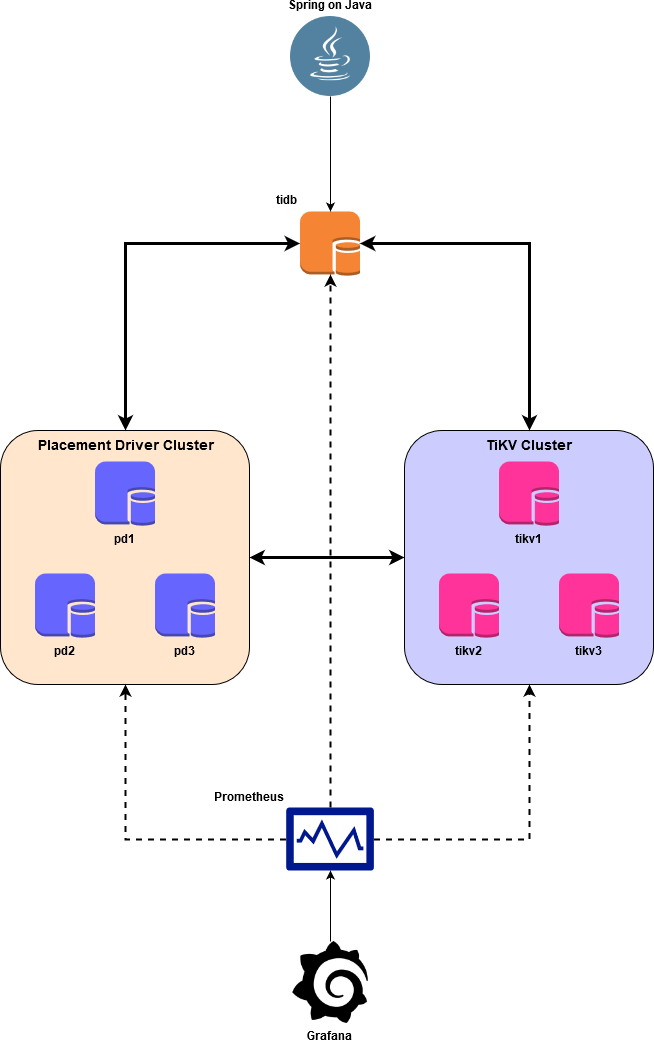 Spring on Java
tidb
Placement Driver Cluster
TiKV Cluster
pd1
tikv1
pd2
pd3
tikv2
tikv3
Prometheus
Grafana